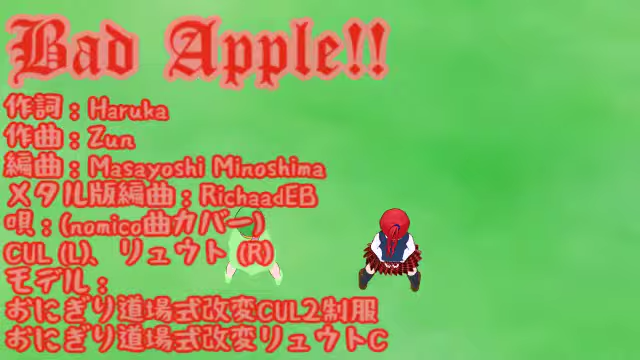 Bad Apple!!
作詞：Haruka
作曲：Zun
編曲：Masayoshi Minoshima
メタル版編曲：RichaadEB
唄：(nomico曲カバー)
CUL (L)、 リュウト (R)
モデル：
おにぎり道場式改変CUL2制服
おにぎり道場式改変リュウトC